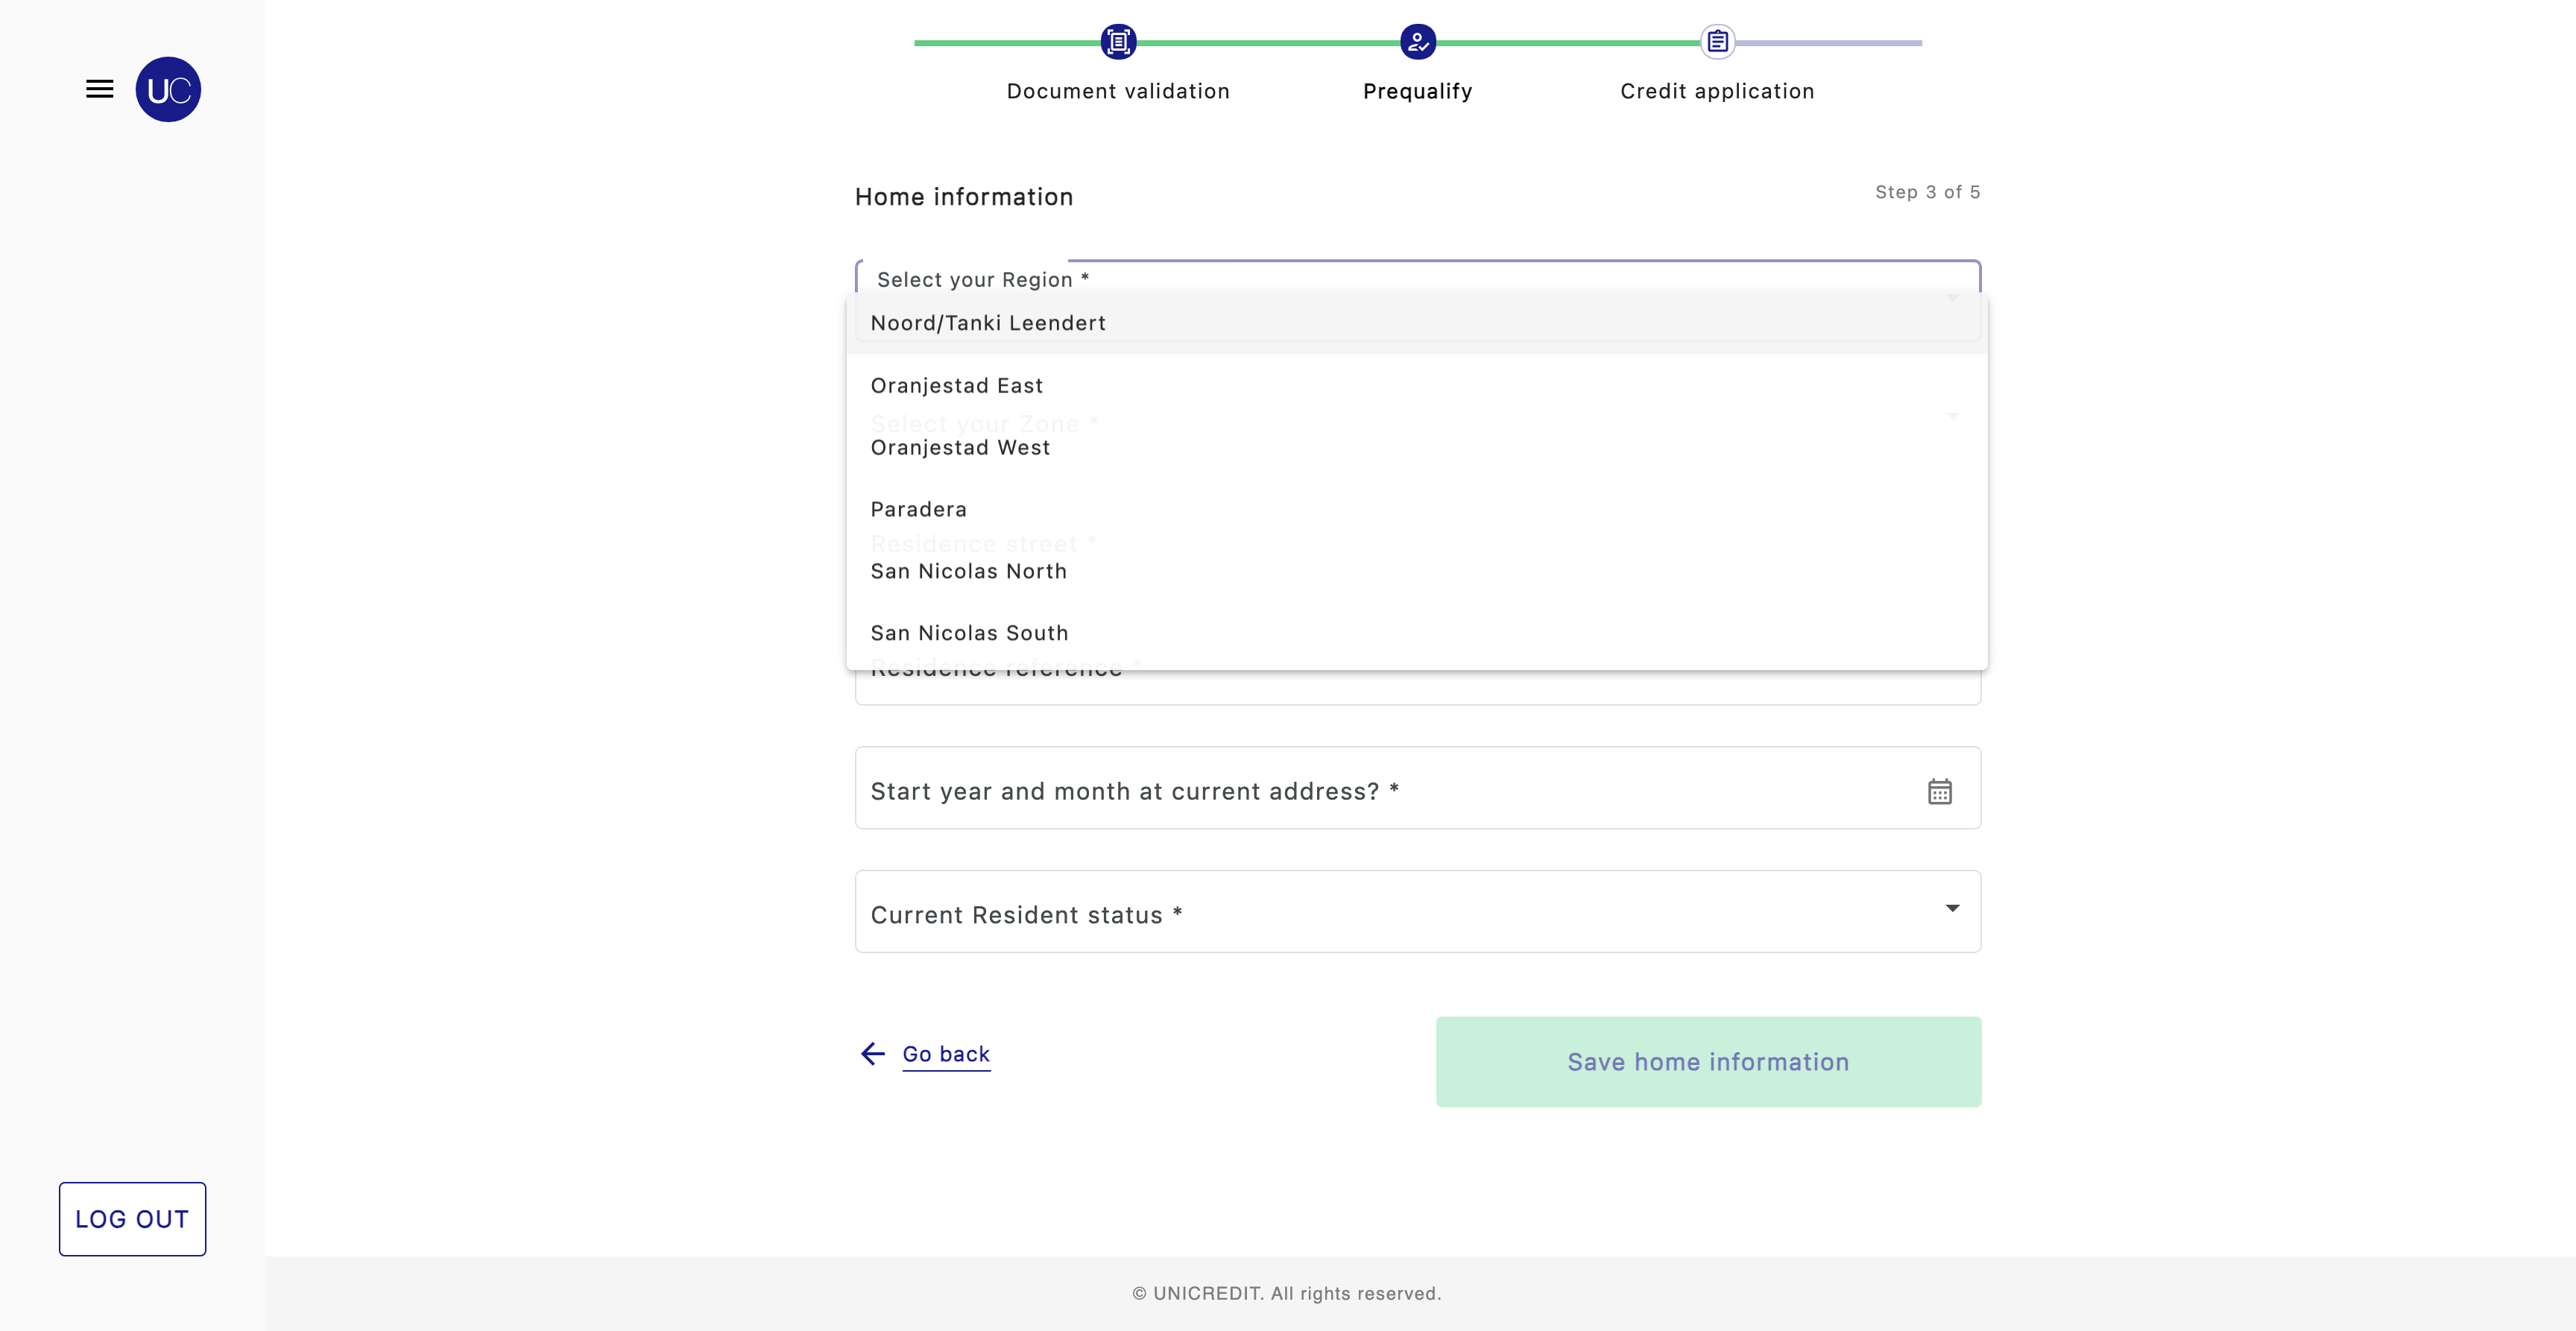 UC
Document validation
Prequalify
Credit application
Home information
Step 3 of 5
Select your Region *
Noord/Tanki Leendert
Oranjestad East
Select your Zone *
Oranjestad West
Paradera
Residence street *
San Nicolas North
San Nicolas South
Residence reference *
Start year and month at current address? *
Current Resident status *
Go back
Save home information
LOG OUT
© UNICREDIT. All rights reserved.